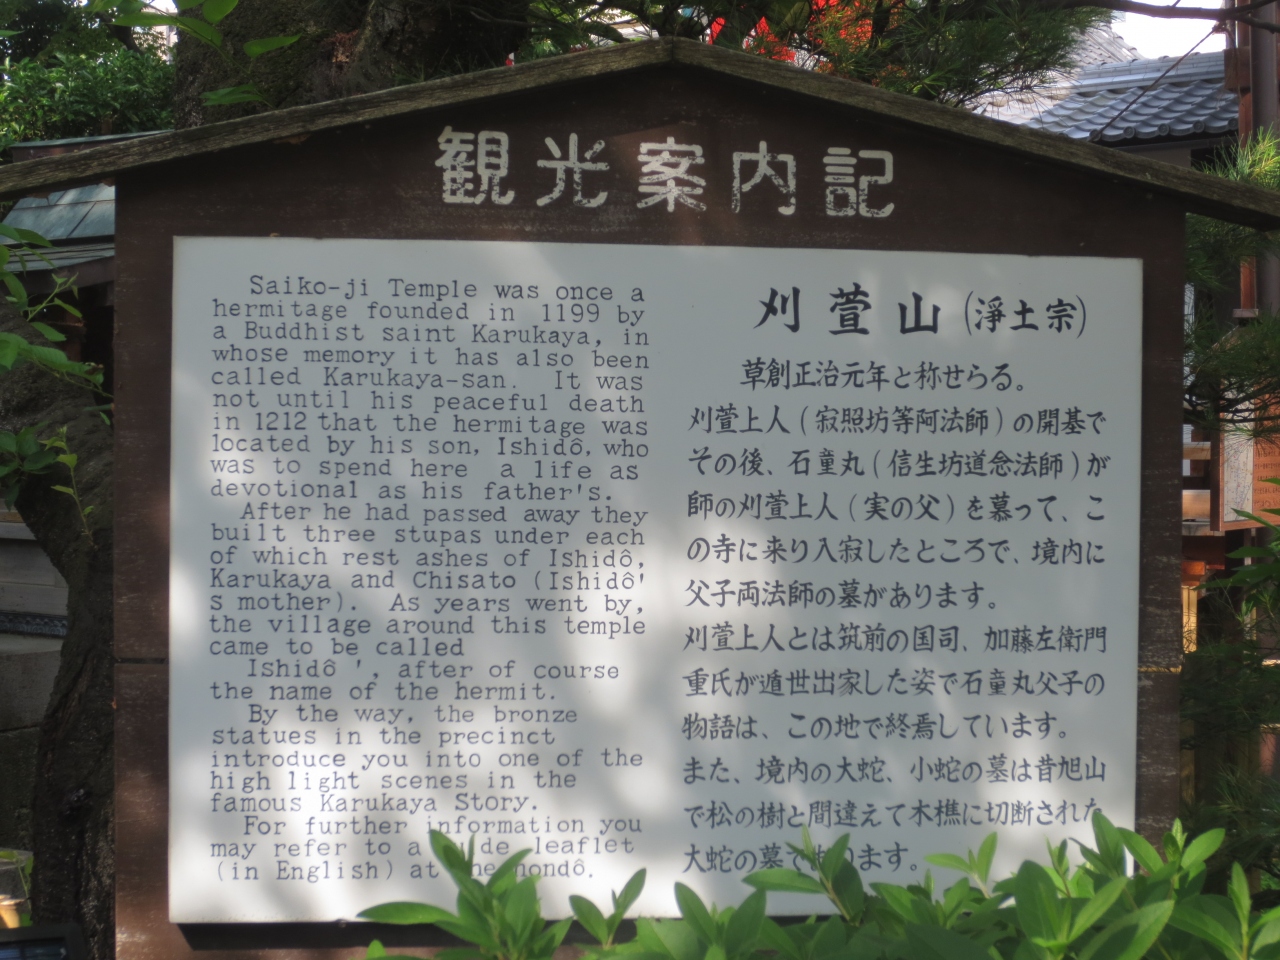 観光案内記
Saiko-ji Temple was once a
hermitage founded in 1199 by
a Buddhist saint Karukaya, in
whose memory it has also been
called Karukaya-san. It was
not until his peaceful death
in 1212 that the hermitage was
located by his son, Ishidô, who
was to spend here a life as
devotional as his father's.
After he had passed away they
built three stupas under each
of which rest ashes of Ishidô,
Karukaya and Chisato (Ishidô'
s mother). As years went by,
the village around this temple
came to be called
Ishidô ', after of course
the name of the hermit.
By the way, the bronze
statues in the precinct
introduce you into one of the
high light scenes in the
famous Karukaya Story.
For further information you
may refer to a leaflet
(in English) at hondô.
刈萱山(淨土宗)
草創正治元年と称せらる。
刈萱上人(寂照坊等阿法師)の開基で
その後、石童丸(信生坊道念法師)が
師の刈萱上人(実の父)を慕って、こ
の寺に来り入寂したところで、境内に
父子両法師の墓があります。
刈萱上人とは筑前の国司、加藤左衛門
重氏が遁世出家した姿で石童丸父子の
物語は、この地で終焉しています。
また、境内の大蛇、小蛇の墓は昔旭山
で松の樹と間違えて木樵に切断された
大蛇の墓であります。